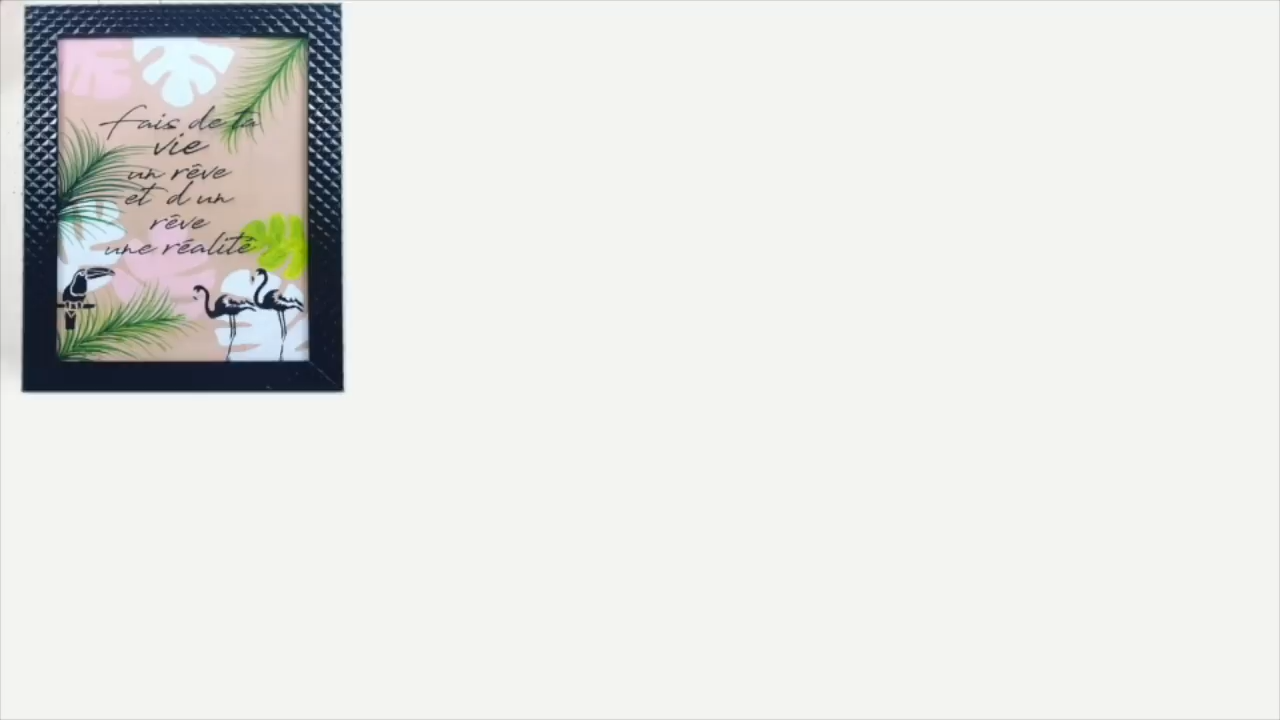 fais de ta
vie
un rêve
et d un
rêve
une réalité